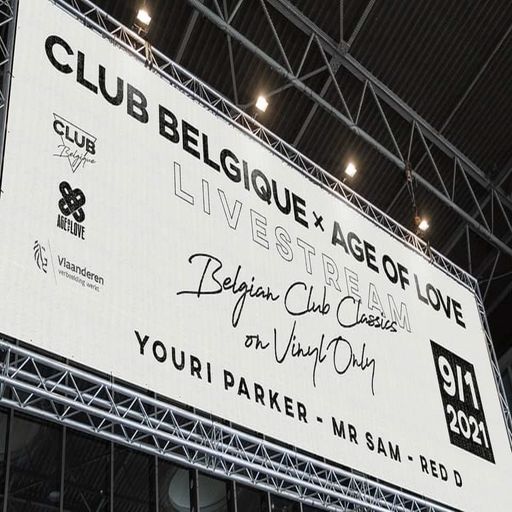 CLUB BELGIQUE × AGE OF LOVE
LIVESTREAM
Belgian Club Classics
on Vinyl Only
YOURI PARKER - MR SAM - RED D
9/1
2021
CLUB
Belgique
AGE OF LOVE
Vlaanderen
verbeelding werkt